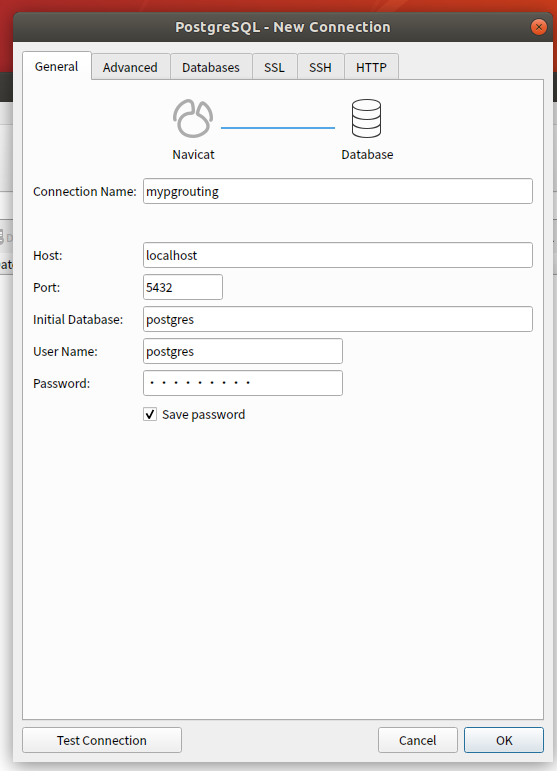 PostgreSQL - New Connection
General Advanced Databases SSL SSH HTTP
Navicat Database
Connection Name: mypgrouting
Host: localhost
Port: 5432
Initial Database: postgres
User Name: postgres
Password: • • • • • • • • •
Save password
Test Connection Cancel OK